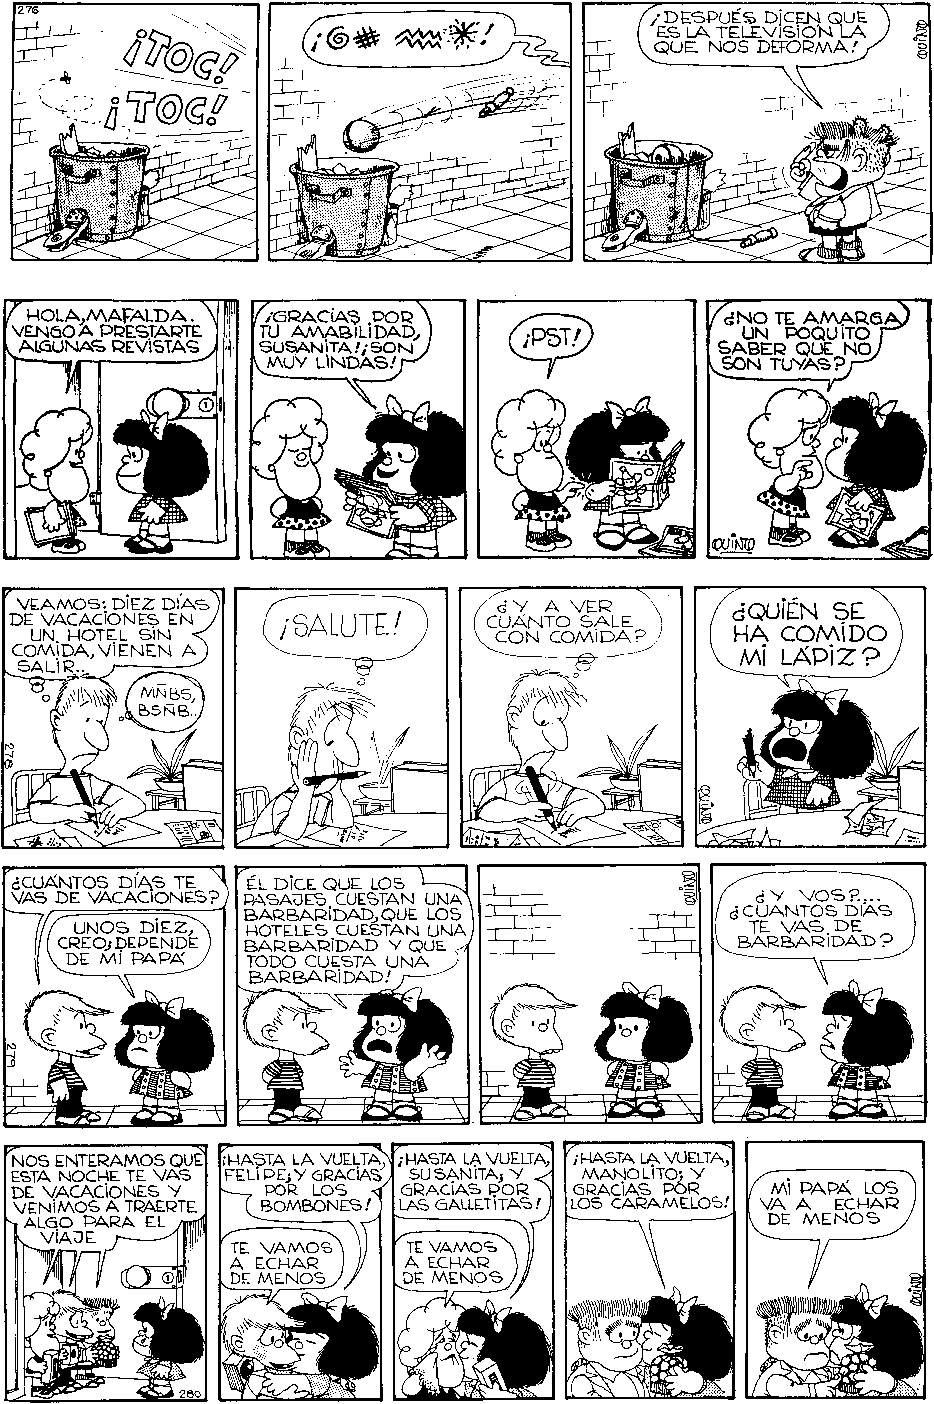 276
¡TOC!
¡TOC!
¡@# !
¡DESPUÉS DICEN QUE
ES LA TELEVISIÓN LA
QUE NOS DEFORMA!
QUINO
HOLA, MAFALDA.
VENGO A PRESTARTE
ALGUNAS REVISTAS
¡GRACIAS POR
TU AMABILIDAD,
SUSANITA!¡SON
MUY LINDAS!
¡PST!
¿NO TE AMARGA
UN POQUITO
SABER QUE NO
SON TUYAS?
QUINO
VEAMOS: DIEZ DÍAS
DE VACACIONES EN
UN HOTEL SIN
COMIDA, VIENEN A
SALIR...
MÑBS,
BSÑB...
278
¡SALUTE!
¿Y A VER
CUÁNTO SALE
CON COMIDA?
¿QUIÉN SE
HA COMIDO
MI LÁPIZ?
QUINO
¿CUÁNTOS DÍAS TE
VAS DE VACACIONES?
UNOS DIEZ,
CREO; DEPENDE
DE MI PAPÁ
279
ÉL DICE QUE LOS
PASAJES CUESTAN UNA
BARBARIDAD, QUE LOS
HOTELES CUESTAN UNA
BARBARIDAD Y QUE
TODO CUESTA UNA
BARBARIDAD!
QUINO
¿Y VOS?....
¿CUANTOS DÍAS
TE VAS DE
BARBARIDAD?
NOS ENTERAMOS QUE
ESTA NOCHE TE VAS
DE VACACIONES Y
VENIMOS A TRAERTE
ALGO PARA EL
VIAJE
280
¡HASTA LA VUELTA,
FELIPE; Y GRACIAS
POR LOS
BOMBONES!
TE VAMOS
A ECHAR
DE MENOS
¡HASTA LA VUELTA,
SUSANITA, Y
GRACIAS POR
LAS GALLETITAS!
TE VAMOS
A ECHAR
DE MENOS
¡HASTA LA VUELTA,
MANOLITO; Y
GRACIAS POR
LOS CARAMELOS!
MI PAPÁ LOS
VA A ECHAR
DE MENOS
QUINO